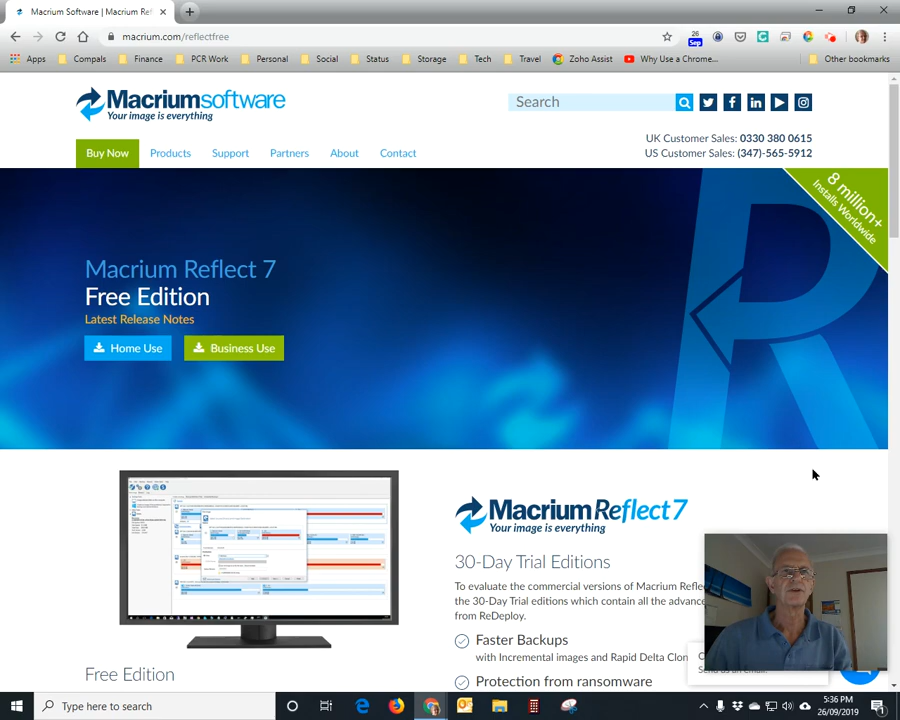 Macrium Software | Macrium Ref
macrium.com/reflectfree
26
Sep
Apps
Compals
Finance
PCR Work
Personal
Social
Status
Storage
Tech
Travel
Zoho Assist
Why Use a Chrome...
Other bookmarks
Macriumsoftware
Your image is everything
Search
UK Customer Sales: 0330 380 0615
US Customer Sales: (347)-565-5912
Buy Now
Products
Support
Partners
About
Contact
8 million+
Installs Worldwide
Macrium Reflect 7
Free Edition
Latest Release Notes
Home Use
Business Use
Macrium Reflect 7
Your image is everything
30-Day Trial Editions
To evaluate the commercial versions of Macrium Refle
the 30-Day Trial editions which contain all the advance
from ReDeploy.
Faster Backups
with Incremental images and Rapid Delta Clon
Protection from ransomware
Free Edition
Type here to search
5:36 PM
26/09/2019